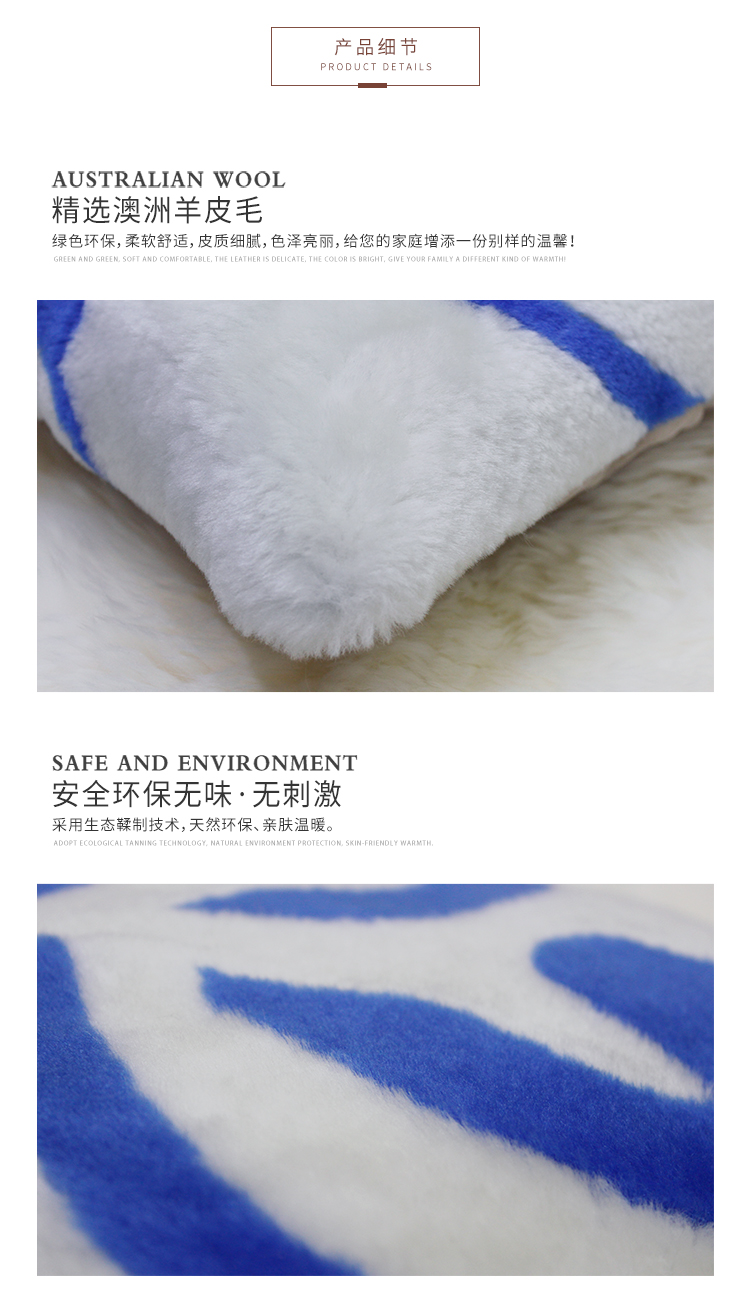 产品细节
PRODUCT DETAILS
AUSTRALIAN WOOL
精选澳洲羊皮毛
绿色环保，柔软舒适，皮质细腻，色泽亮丽，给您的家庭增添一份别样的温馨！
GREEN AND GREEN, SOFT AND COMFORTABLE, THE LEATHER IS DELICATE, THE COLOR IS BRIGHT, GIVE YOUR FAMILY A DIFFERENT KIND OF WARMTH!
SAFE AND ENVIRONMENT
安全环保无味·无刺激
采用生态鞣制技术，天然环保、亲肤温暖。
ADOPT ECOLOGICAL TANNING TECHNOLOGY, NATURAL ENVIRONMENT PROTECTION, SKIN-FRIENDLY WARMTH.